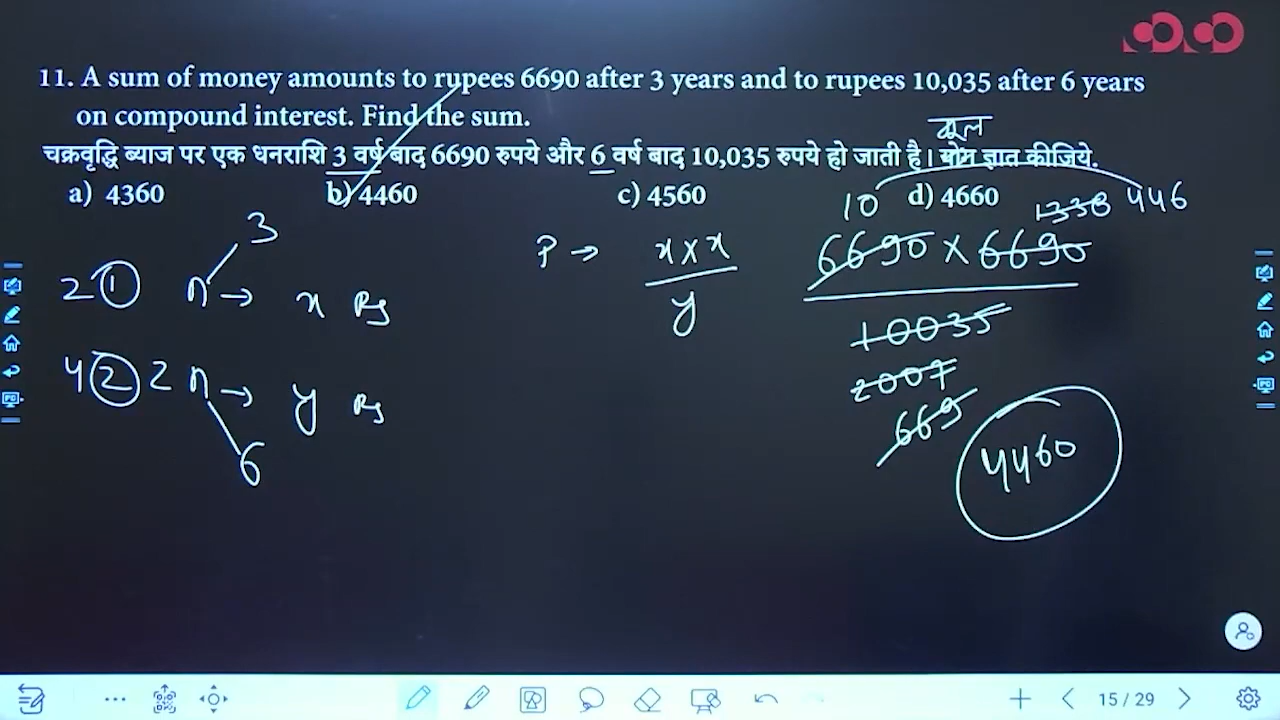 11. A sum of money amounts to rupees 6690 after 3 years and to rupees 10,035 after 6 years
on compound interest. Find the sum.
मूल
चक्रवृद्धि ब्याज पर एक धनराशि 3 वर्ष बाद 6690 रुपये और 6 वर्ष बाद 10,035 रुपये हो जाती है। योग ज्ञात कीजिये.
a) 4360 b) 4460 c) 4560 d) 4660
10 1338 446
3
P → x × x 6690 × 6690
y 10035
2 1 n → x Rs
2007
4 2 2n → y Rs
669
6
4460
15 / 29